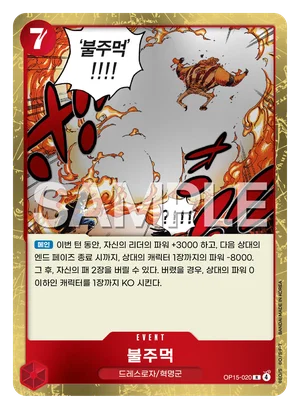 7
'불주먹'
!!!!
SAMPLE
?!!!
메인 이번 턴 동안, 자신의 리더의 파워 +3000 하고, 다음 상대의
엔드 페이즈 종료 시까지, 상대의 캐릭터 1장까지의 파워 -8000.
그 후, 자신의 패 2장을 버릴 수 있다. 버렸을 경우, 상대의 파워 0
이하인 캐릭터를 1장까지 KO 시킨다.
EVENT
불주먹
드레스로자/혁명군
OP15-020 R 4